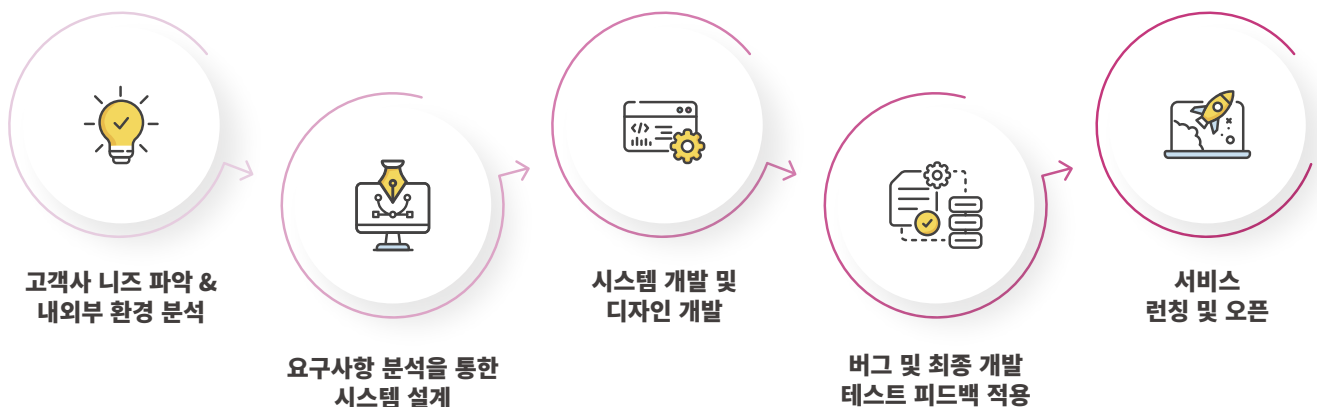 고객사 니즈 파악 &
내외부 환경 분석
요구사항 분석을 통한
시스템 설계
시스템 개발 및
디자인 개발
버그 및 최종 개발
테스트 피드백 적용
서비스
런칭 및 오픈